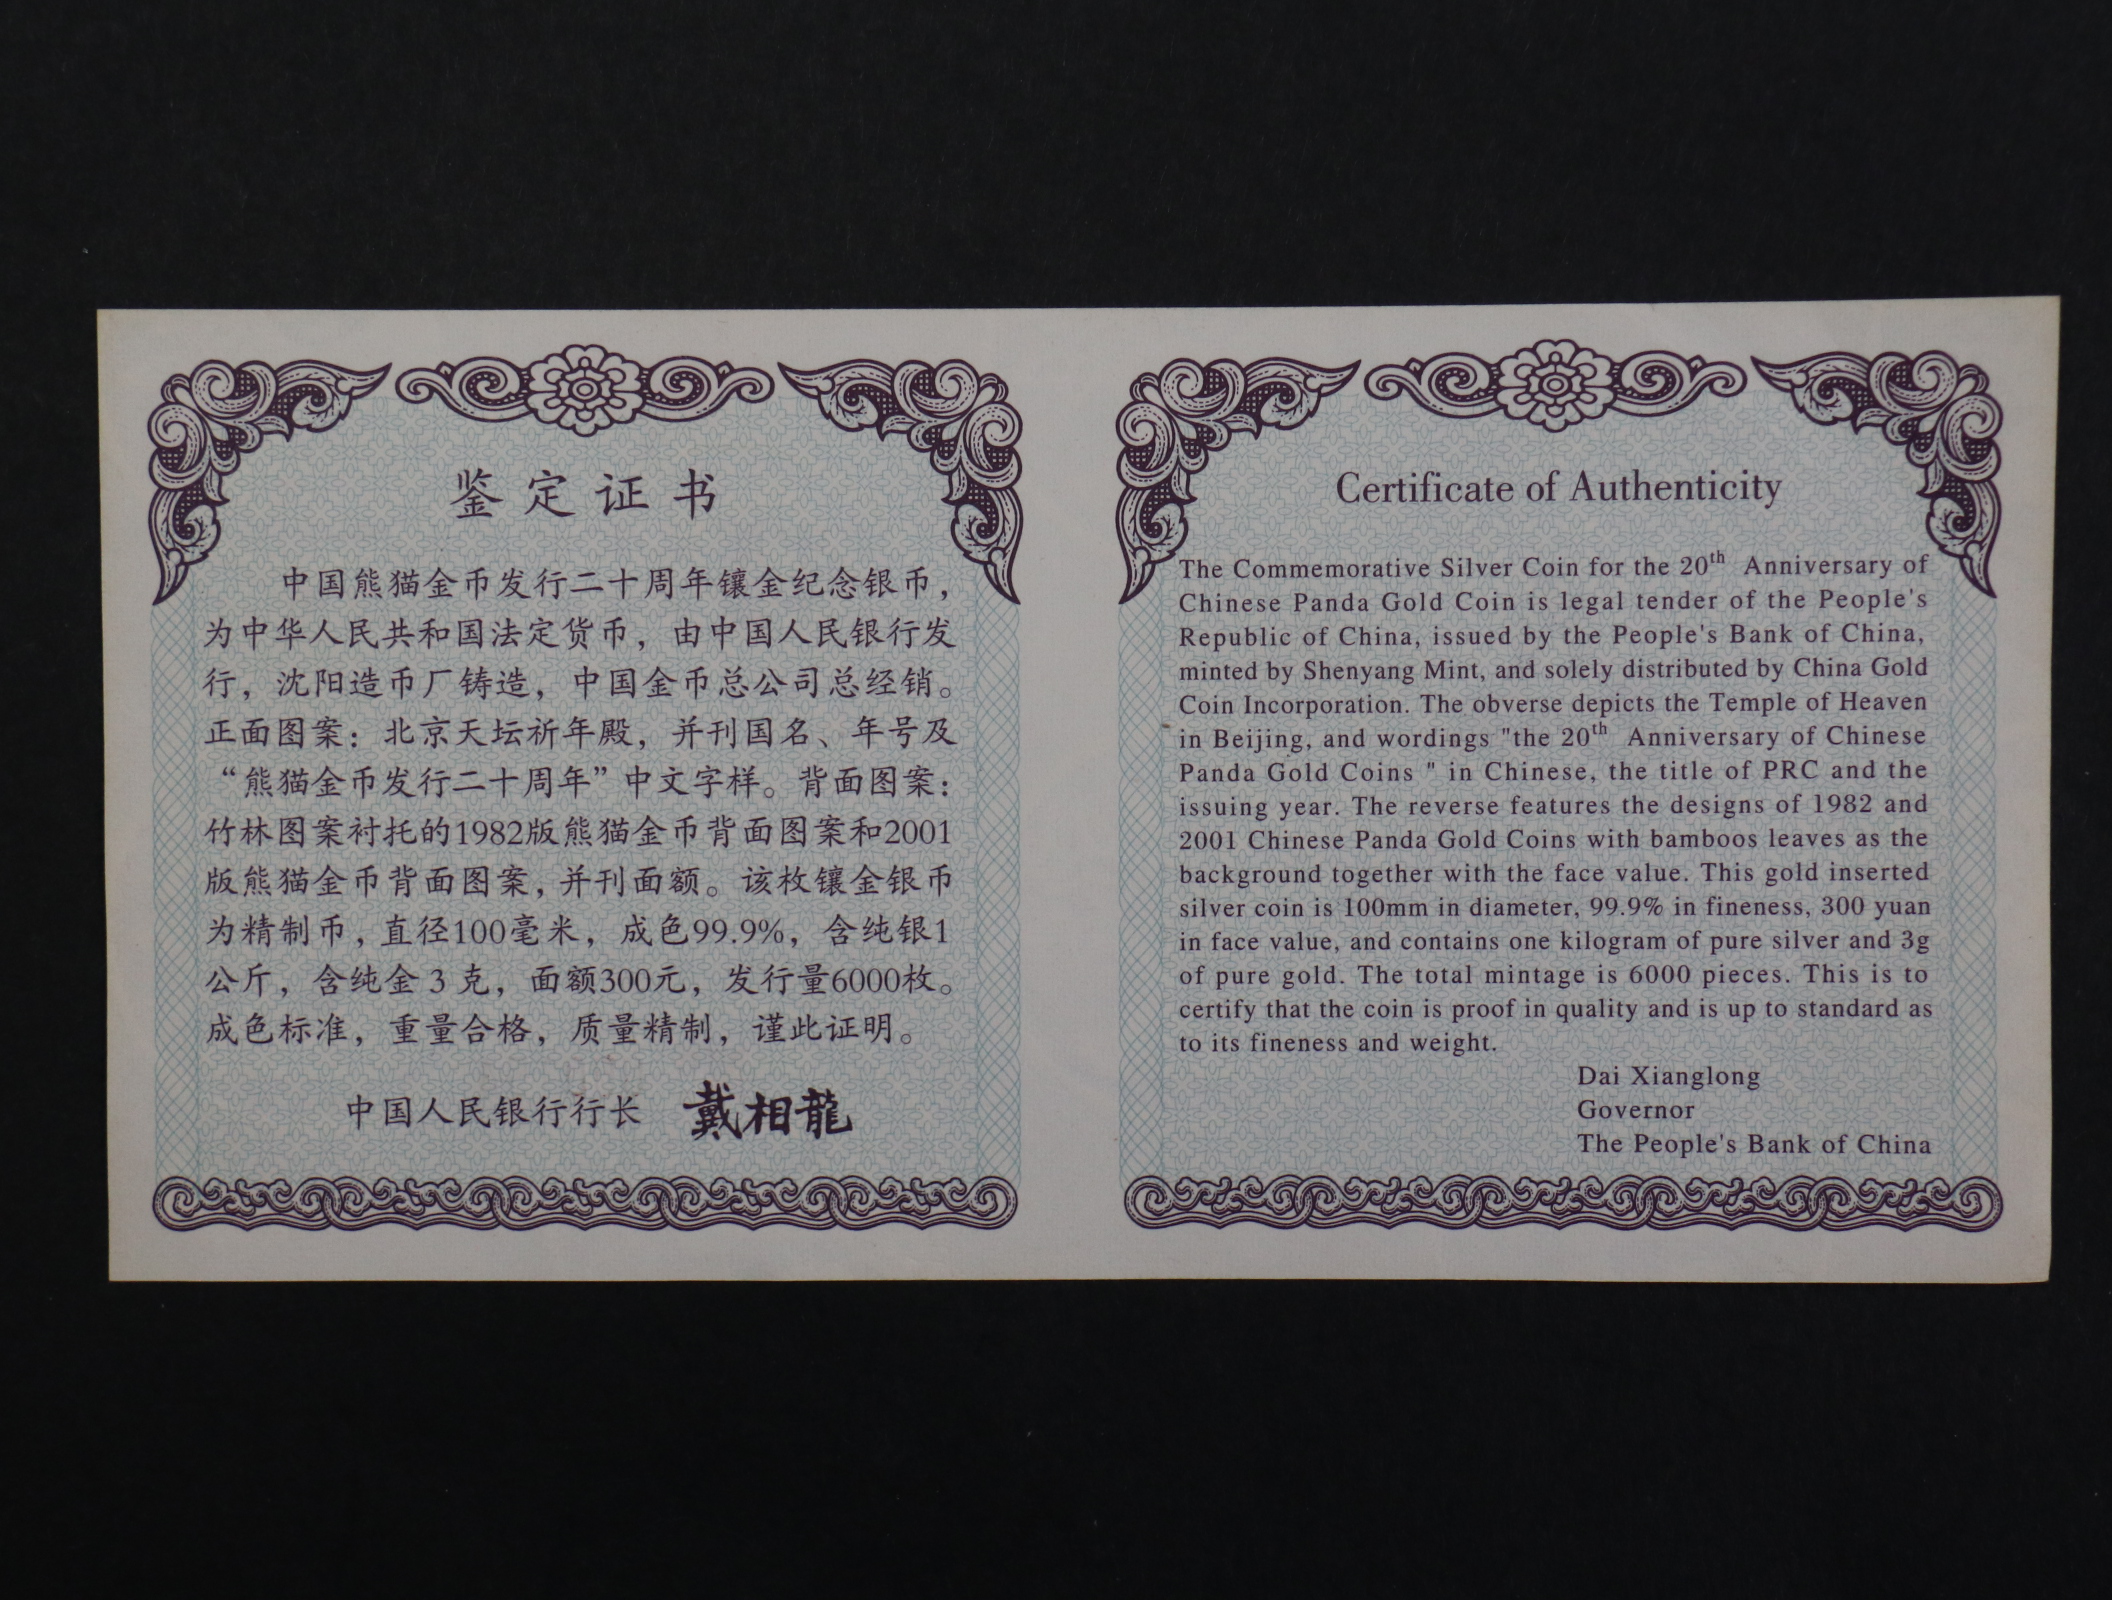 鉴定证书
中国熊猫金币发行二十周年镶金纪念银币，
为中华人民共和国法定货币，由中国人民银行发
行，沈阳造币厂铸造，中国金币总公司总经销。
正面图案：北京天坛祈年殿，并刊国名、年号及
“熊猫金币发行二十周年”中文字样。背面图案：
竹林图案衬托的1982版熊猫金币背面图案和2001
版熊猫金币背面图案，并刊面额。该枚镶金银币
为精制币，直径100毫米，成色99.9%，含纯银1
公斤，含纯金3克，面额300元，发行量6000枚。
成色标准，重量合格，质量精制，谨此证明。
中国人民银行行长 戴相龍
Certificate of Authenticity
The Commemorative Silver Coin for the 20th Anniversary of
Chinese Panda Gold Coin is legal tender of the People's
Republic of China, issued by the People's Bank of China,
minted by Shenyang Mint, and solely distributed by China Gold
Coin Incorporation. The obverse depicts the Temple of Heaven
in Beijing, and wordings "the 20th Anniversary of Chinese
Panda Gold Coins " in Chinese, the title of PRC and the
issuing year. The reverse features the designs of 1982 and
2001 Chinese Panda Gold Coins with bamboos leaves as the
background together with the face value. This gold inserted
silver coin is 100mm in diameter, 99.9% in fineness, 300 yuan
in face value, and contains one kilogram of pure silver and 3g
of pure gold. The total mintage is 6000 pieces. This is to
certify that the coin is proof in quality and is up to standard as
to its fineness and weight.
Dai Xianglong
Governor
The People's Bank of China